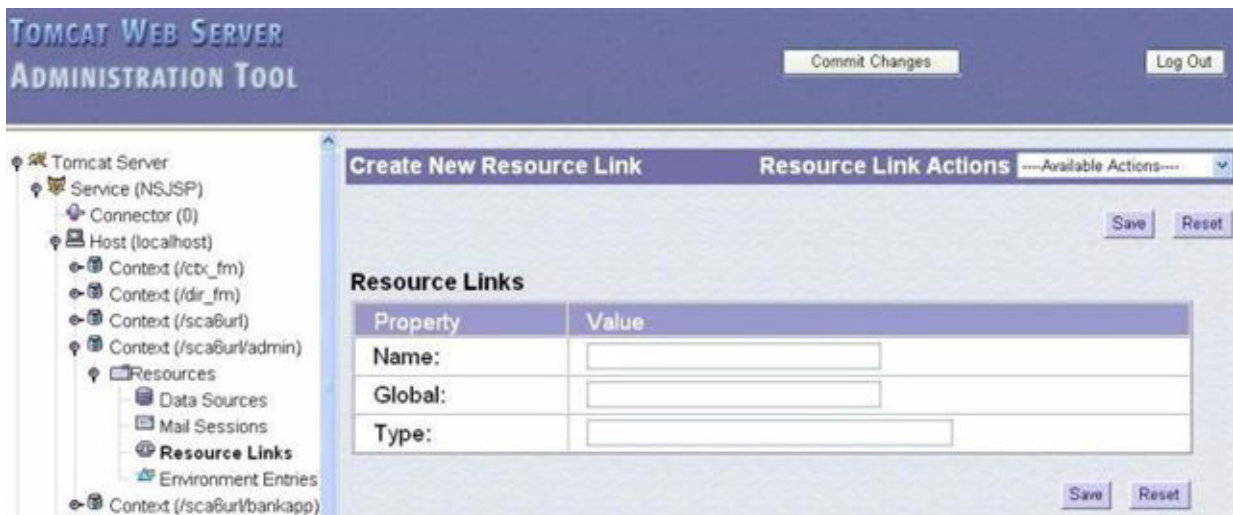 TOMCAT WEB SERVER
ADMINISTRATION TOOL
Commit Changes
Log Out
Tomcat Server
Service (NSJSP)
Connector (0)
Host (localhost)
Context (/ctx_fm)
Context (/dir_fm)
Context (/sca6url)
Context (/sca6url/admin)
Resources
Data Sources
Mail Sessions
Resource Links
Environment Entries
Context (/sca6url/bankapp)
Create New Resource Link
Resource Link Actions
----Available Actions----
Save Reset
Resource Links
Property Value
Name:
Global:
Type:
Save Reset